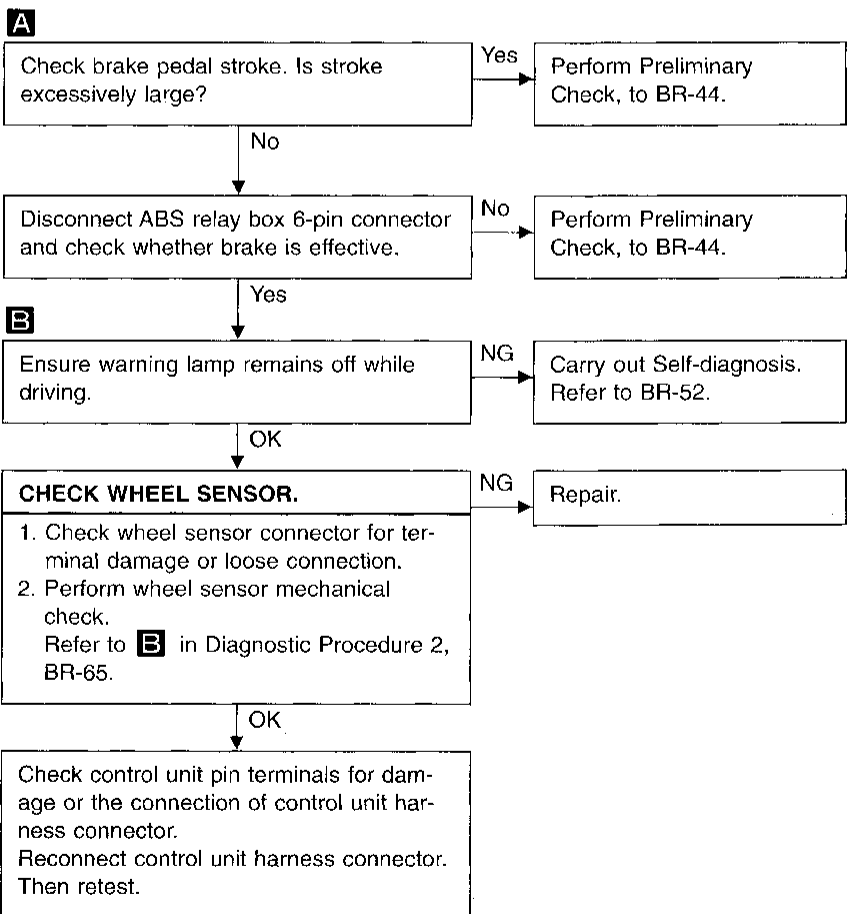 A
Check brake pedal stroke. Is stroke
excessively large?
Yes
Perform Preliminary
Check, to BR-44.
No
Disconnect ABS relay box 6-pin connector
and check whether brake is effective.
No
Perform Preliminary
Check, to BR-44.
Yes
B
Ensure warning lamp remains off while
driving.
NG
Carry out Self-diagnosis.
Refer to BR-52.
OK
CHECK WHEEL SENSOR.
NG
Repair.
1. Check wheel sensor connector for ter-
minal damage or loose connection.
2. Perform wheel sensor mechanical
check.
Refer to B in Diagnostic Procedure 2,
BR-65.
OK
Check control unit pin terminals for dam-
age or the connection of control unit har-
ness connector.
Reconnect control unit harness connector.
Then retest.